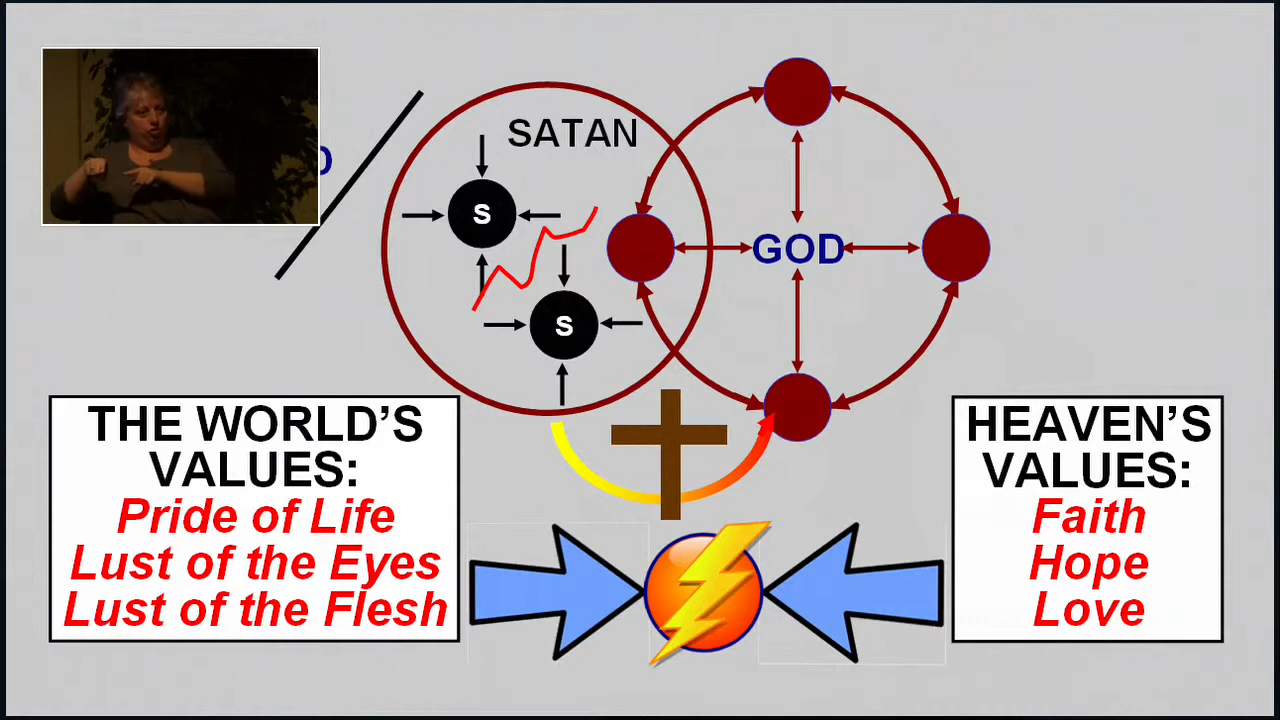 SATAN
S
GOD
S
THE WORLD'S
VALUES:
Pride of Life
Lust of the Eyes
Lust of the Flesh
HEAVEN'S
VALUES:
Faith
Hope
Love